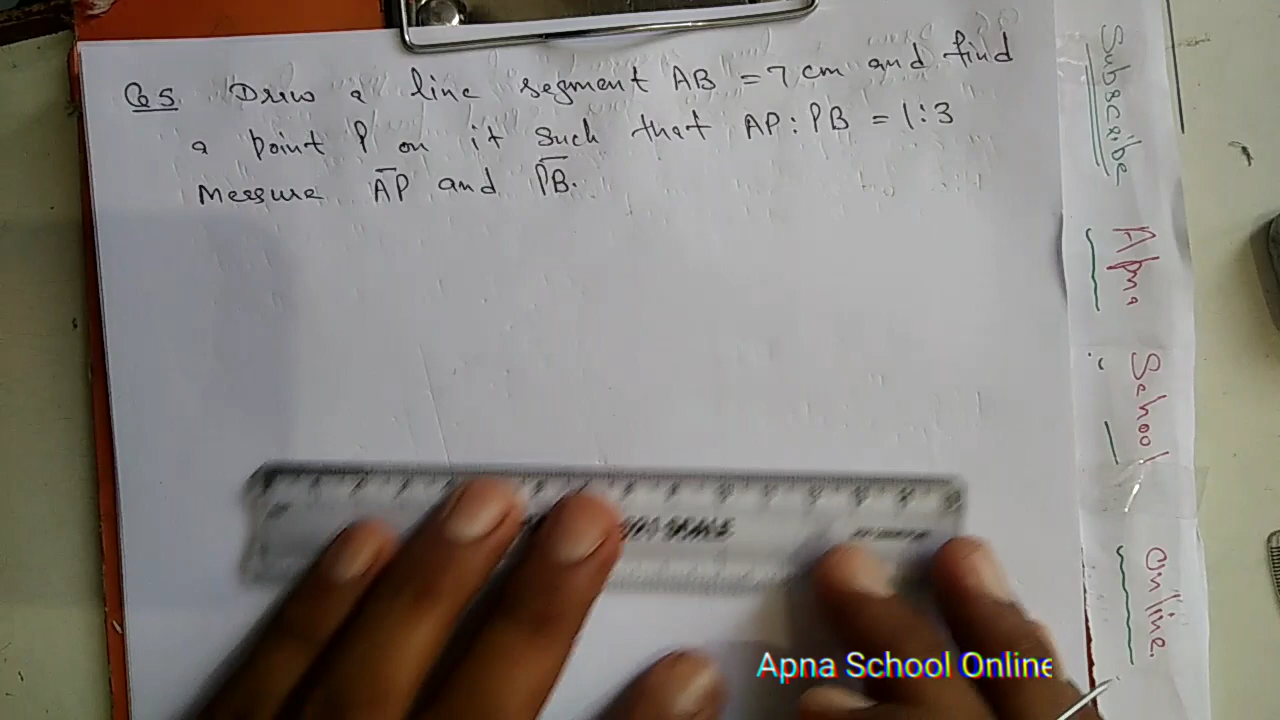 Q5 Draw a line segment AB = 7 cm and find
a point P on it such that AP : PB = 1:3
Measure AP and PB.
Subscribe Apna School Online.
SCALE
Apna School Online